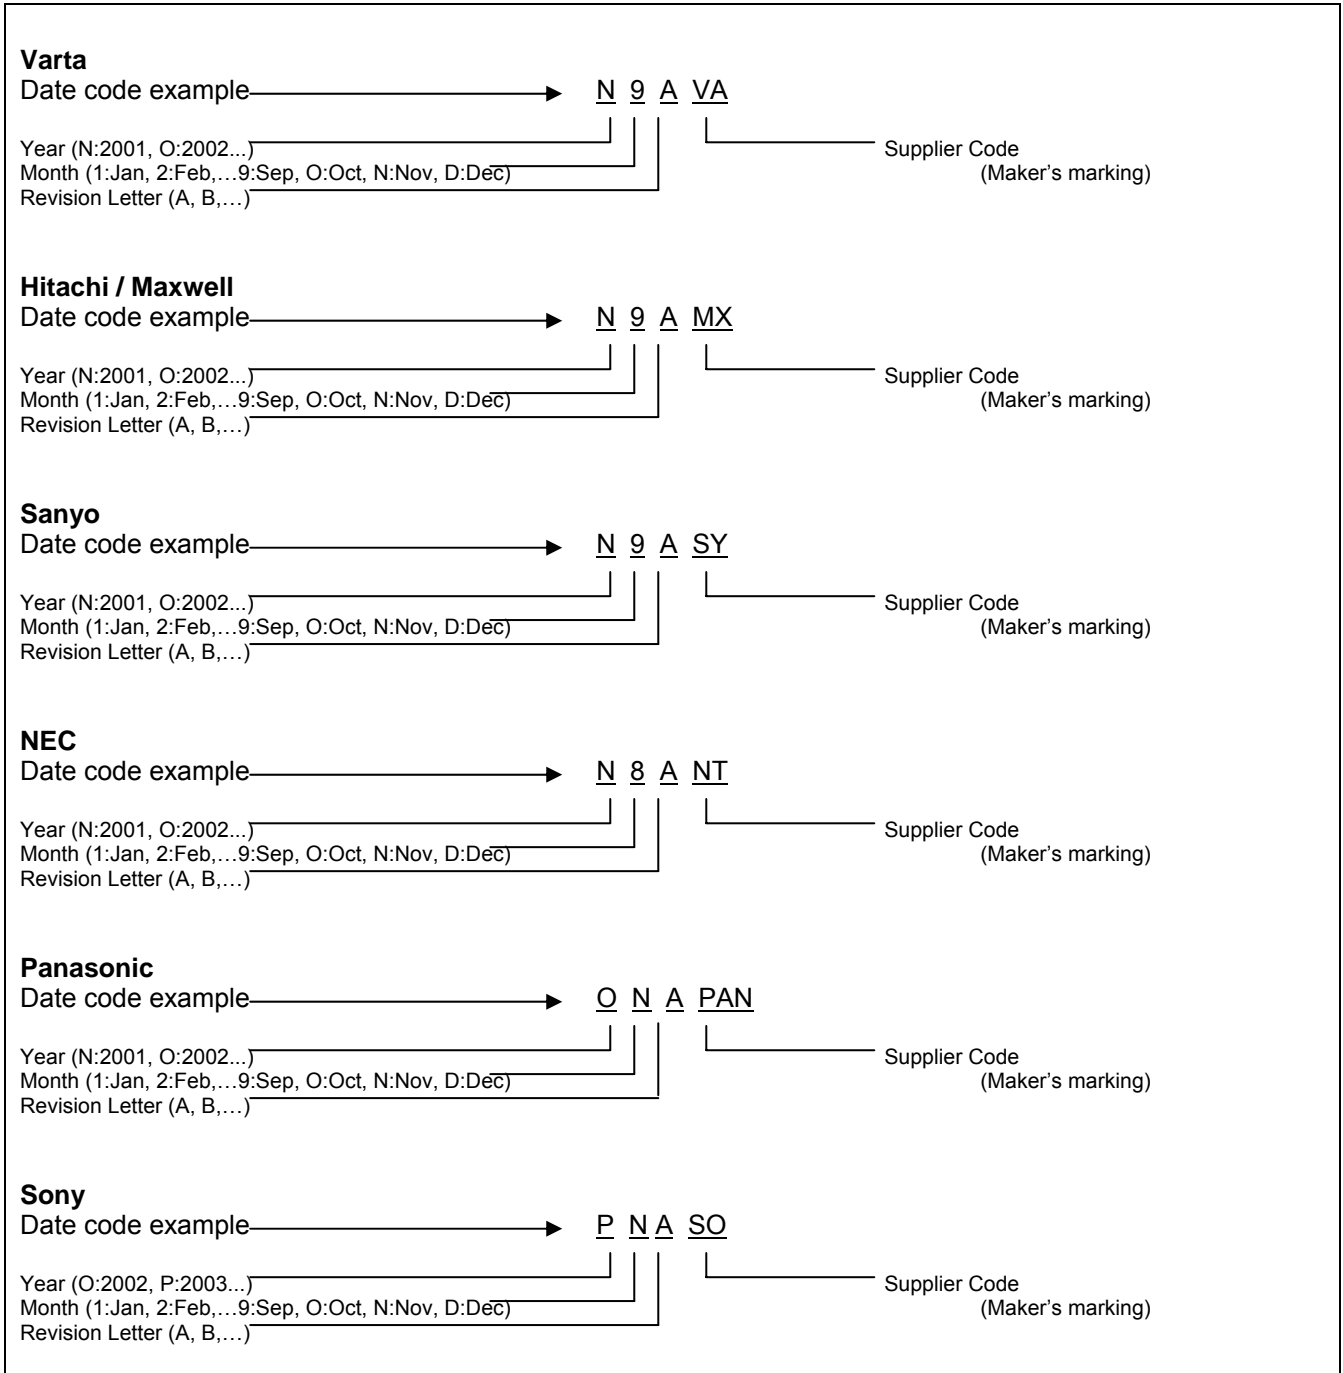 Varta
Date code example N 9 A VA
Year (N:2001, O:2002...) Supplier Code
Month (1:Jan, 2:Feb,…9:Sep, O:Oct, N:Nov, D:Dec) (Maker’s marking)
Revision Letter (A, B,…)
Hitachi / Maxwell
Date code example N 9 A MX
Year (N:2001, O:2002...) Supplier Code
Month (1:Jan, 2:Feb,…9:Sep, O:Oct, N:Nov, D:Dec) (Maker’s marking)
Revision Letter (A, B,…)
Sanyo
Date code example N 9 A SY
Year (N:2001, O:2002...) Supplier Code
Month (1:Jan, 2:Feb,…9:Sep, O:Oct, N:Nov, D:Dec) (Maker’s marking)
Revision Letter (A, B,…)
NEC
Date code example N 8 A NT
Year (N:2001, O:2002...) Supplier Code
Month (1:Jan, 2:Feb,…9:Sep, O:Oct, N:Nov, D:Dec) (Maker’s marking)
Revision Letter (A, B,…)
Panasonic
Date code example O N A PAN
Year (N:2001, O:2002...) Supplier Code
Month (1:Jan, 2:Feb,…9:Sep, O:Oct, N:Nov, D:Dec) (Maker’s marking)
Revision Letter (A, B,…)
Sony
Date code example P N A SO
Year (O:2002, P:2003...) Supplier Code
Month (1:Jan, 2:Feb,…9:Sep, O:Oct, N:Nov, D:Dec) (Maker’s marking)
Revision Letter (A, B,…)